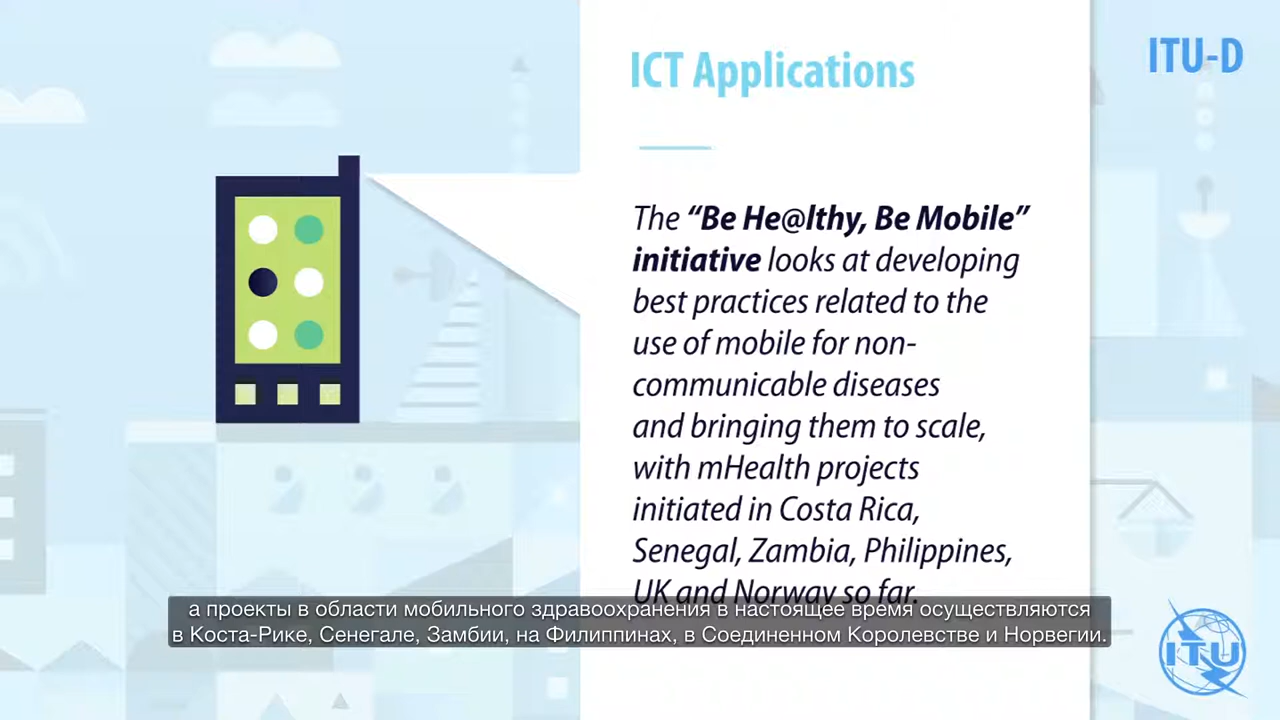 ICT Applications
ITU-D
The “Be He@lthy, Be Mobile”
initiative looks at developing
best practices related to the
use of mobile for non-
communicable diseases
and bringing them to scale,
with mHealth projects
initiated in Costa Rica,
Senegal, Zambia, Philippines,
UK and Norway so far.
а проекты в области мобильного здравоохранения в настоящее время осуществляются
в Коста-Рике, Сенегале, Замбии, на Филиппинах, в Соединенном Королевстве и Норвегии.
ITU